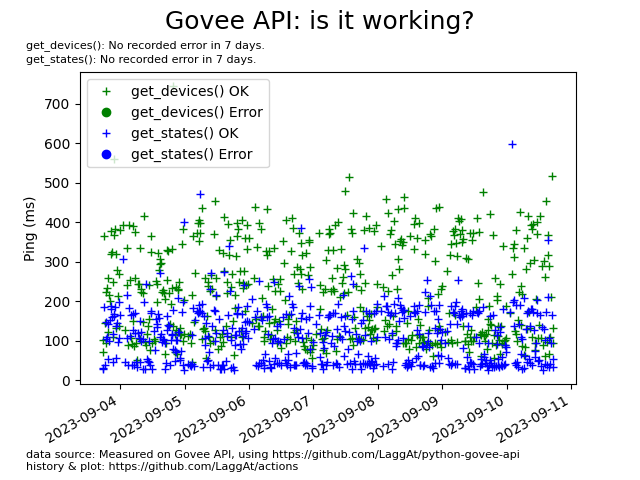 Govee API: is it working?
get_devices(): No recorded error in 7 days.
get_states(): No recorded error in 7 days.
get_devices() OK
get_devices() Error
get_states() OK
get_states() Error
Ping (ms)
700
600
500
400
300
200
100
0
2023-09-04
2023-09-05
2023-09-06
2023-09-07
2023-09-08
2023-09-09
2023-09-10
2023-09-11
data source: Measured on Govee API, using https://github.com/LaggAt/python-govee-api
history & plot: https://github.com/LaggAt/actions